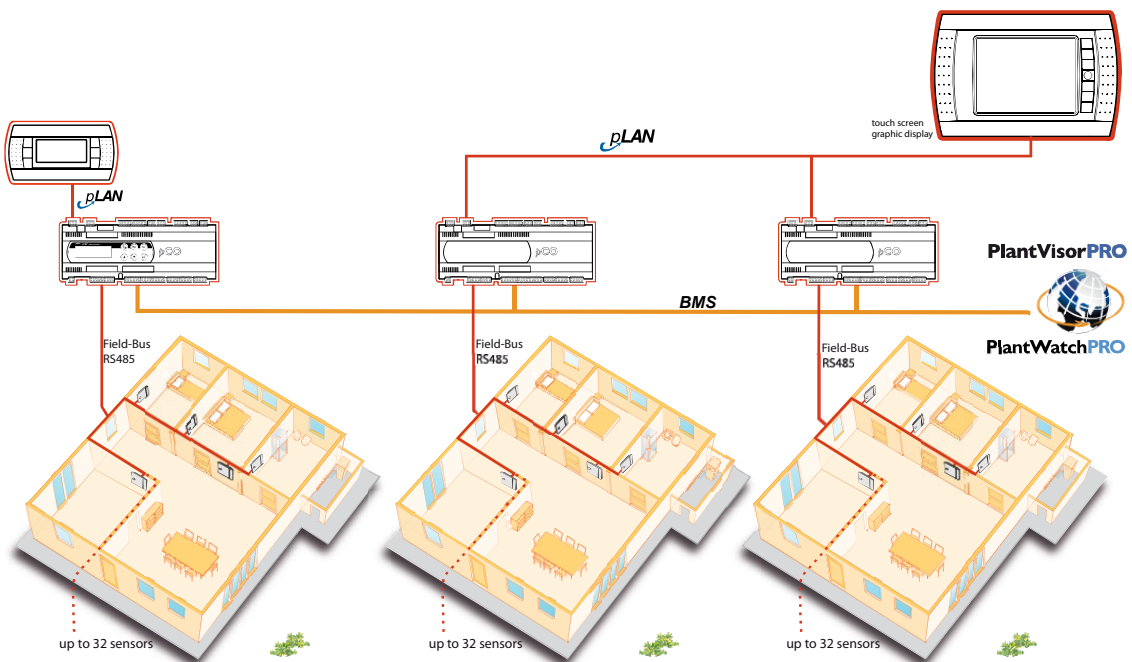 touch screen
graphic display
pLAN
pLAN
pCO
pCO
pCO
PlantVisorPRO
BMS
PlantWatchPRO
Field-Bus
RS485
Field-Bus
RS485
Field-Bus
RS485
up to 32 sensors
up to 32 sensors
up to 32 sensors